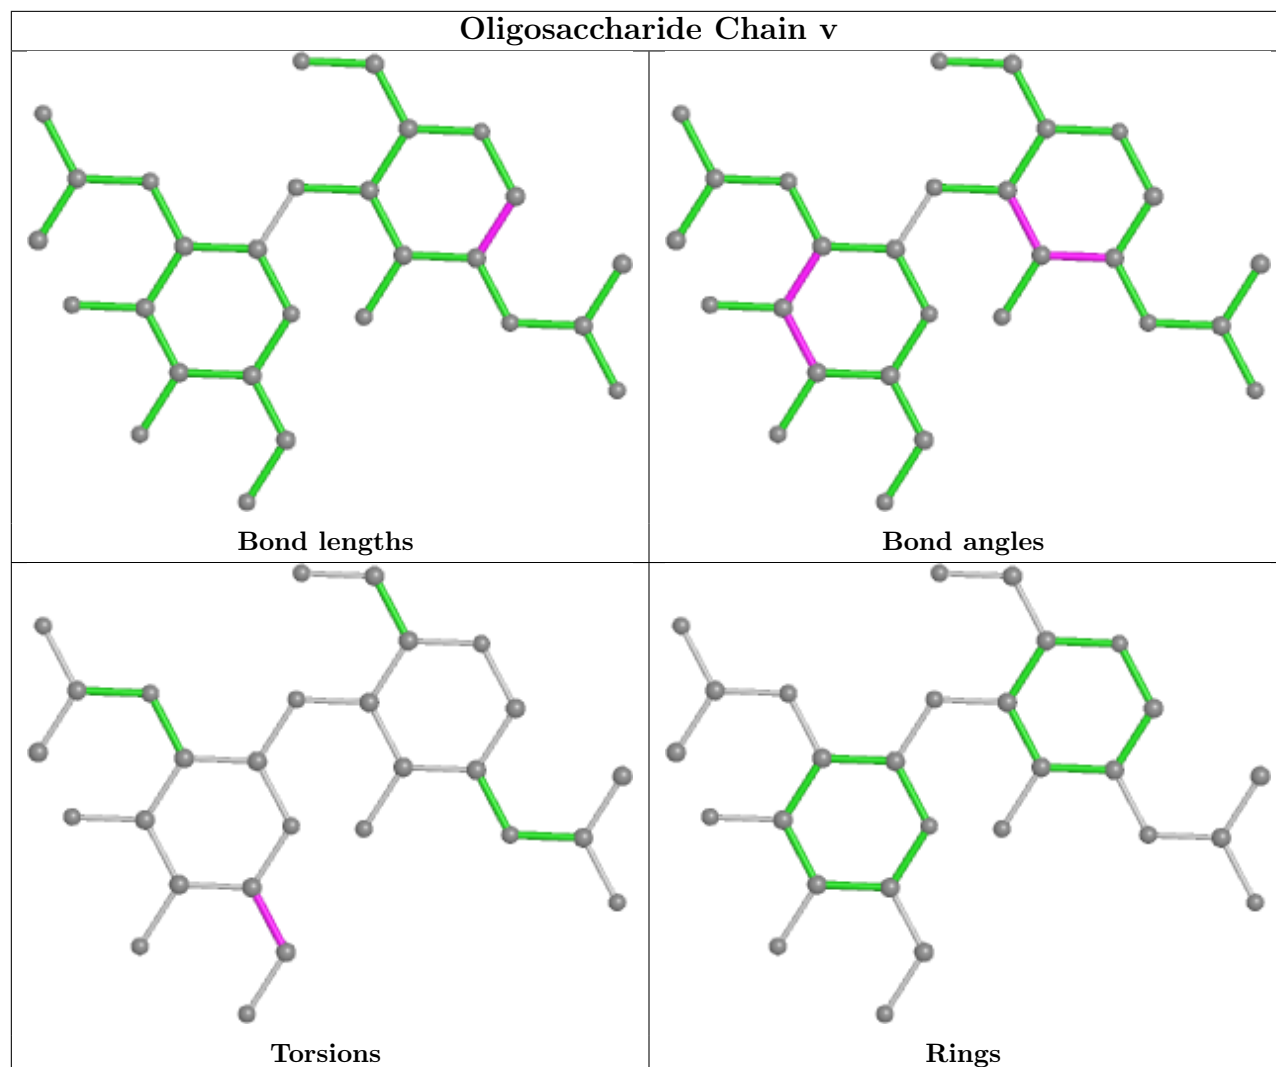 Oligosaccharide Chain v
Bond lengths
Bond angles
Torsions
Rings